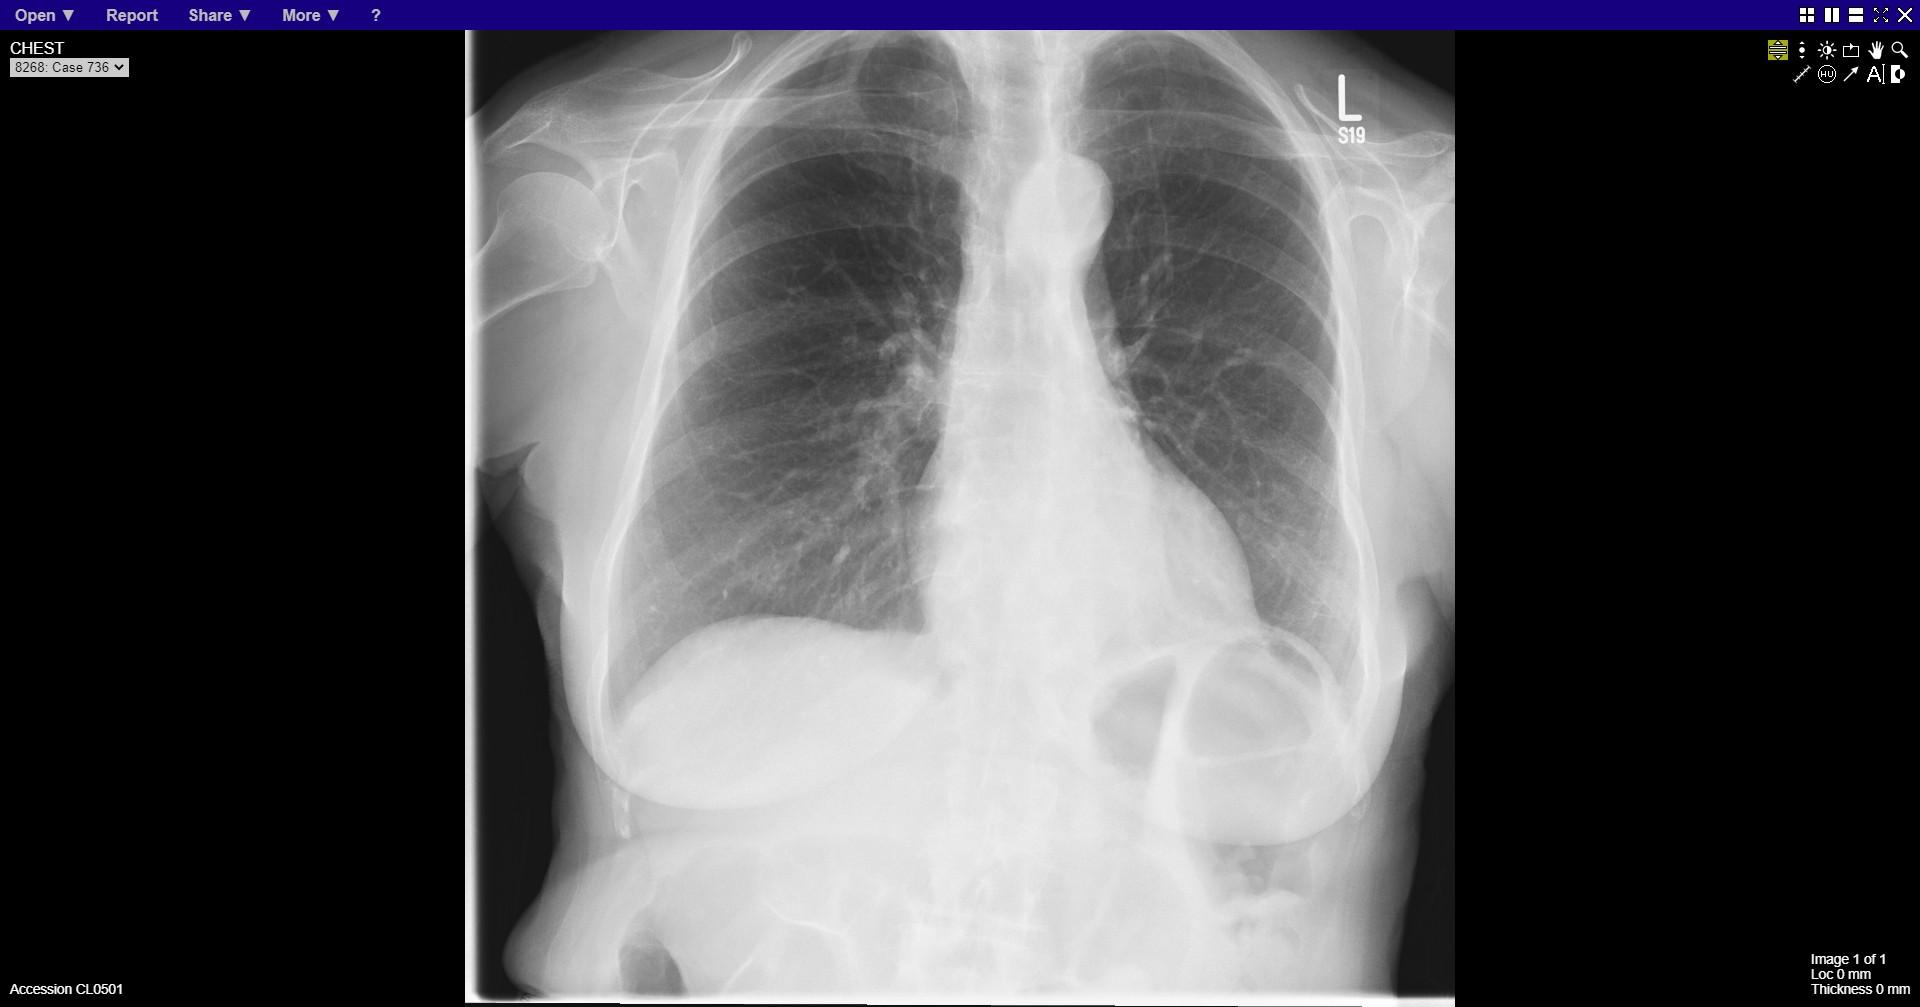 Open ▼ Report Share ▼ More ▼ ?
CHEST
8268: Case 736
L
S19
HU
A
Accession CL0501
Image 1 of 1
Loc 0 mm
Thickness 0 mm